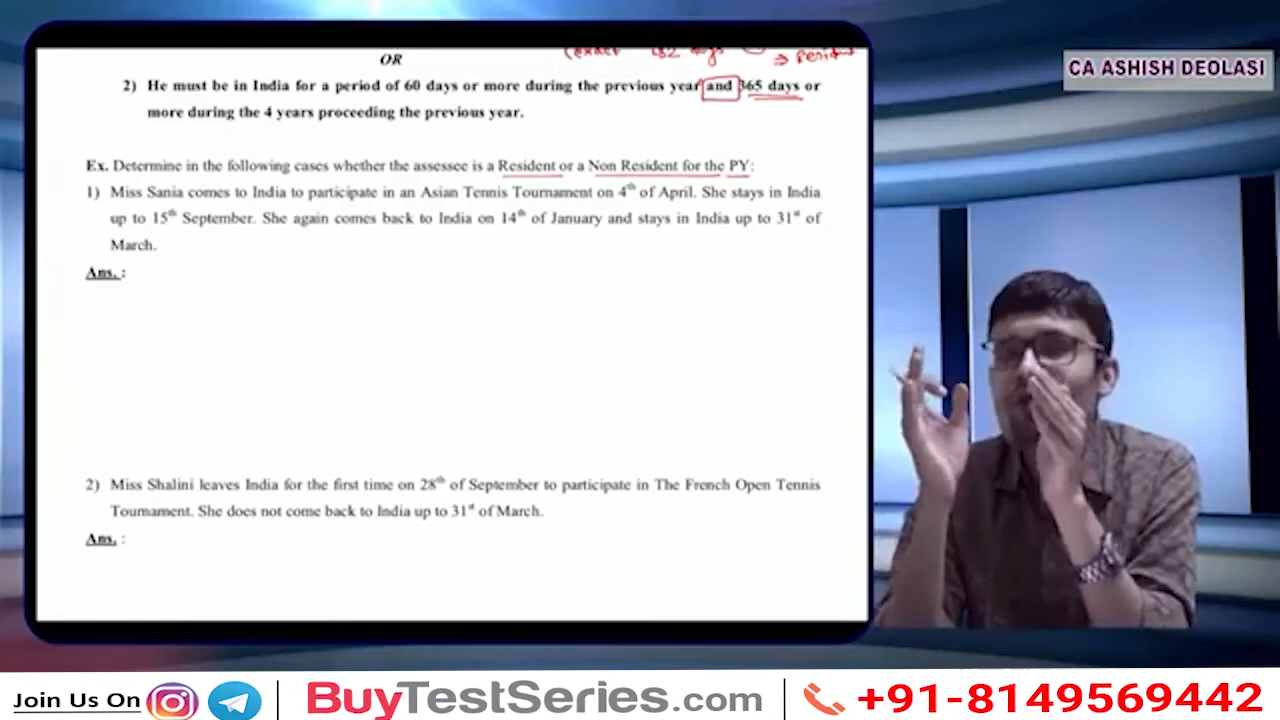 OR
(exact 182 days ⇒ Resident
2) He must be in India for a period of 60 days or more during the previous year and 365 days or
more during the 4 years proceeding the previous year.
CA ASHISH DEOLASI
Ex. Determine in the following cases whether the assessee is a Resident or a Non Resident for the PY:
1) Miss Sania comes to India to participate in an Asian Tennis Tournament on 4th of April. She stays in India
up to 15th September. She again comes back to India on 14th of January and stays in India up to 31st of
March.
Ans. :
2) Miss Shalini leaves India for the first time on 28th of September to participate in The French Open Tennis
Tournament. She does not come back to India up to 31st of March.
Ans. :
Join Us On
BuyTestSeries.com
+91-8149569442